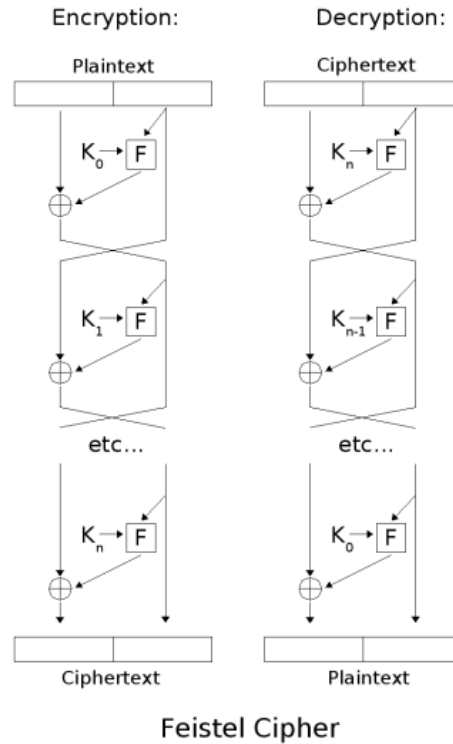 Encryption: Decryption:
Plaintext Ciphertext
K0 F Kn F
K1 F Kn-1 F
etc... etc...
Kn F K0 F
Ciphertext Plaintext
Feistel Cipher